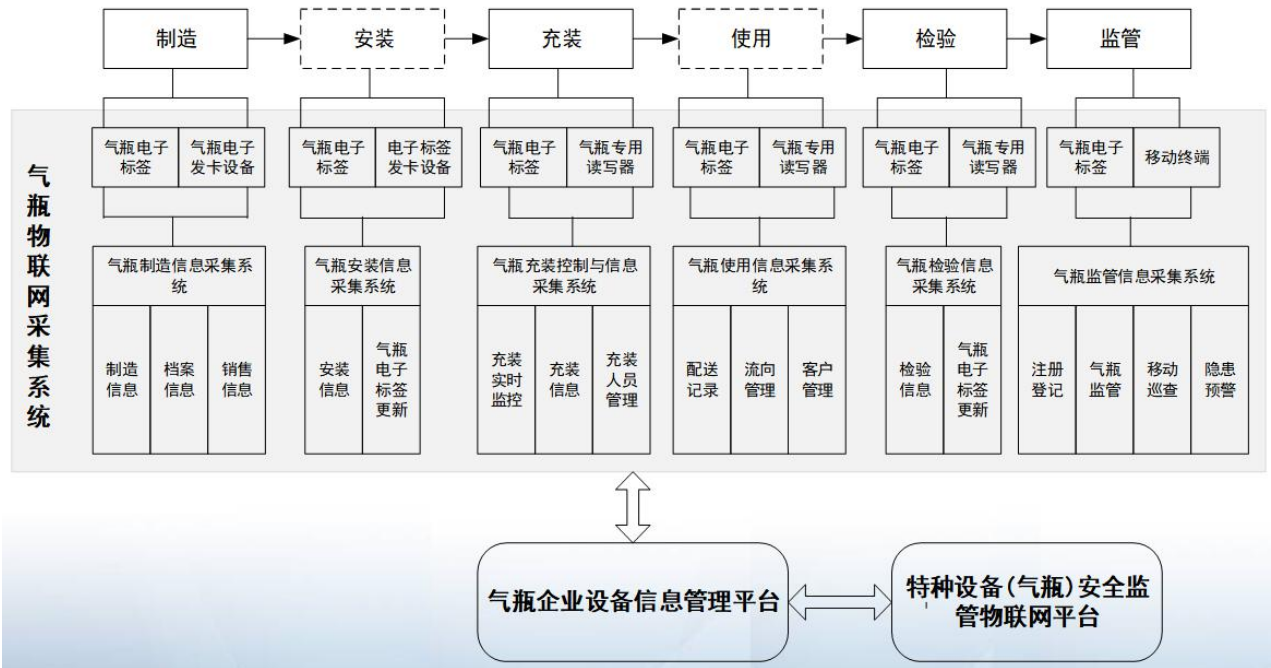 制造
安装
充装
使用
检验
监管
气瓶物联网采集系统
气瓶电子
标签
气瓶电子
发卡设备
气瓶电子
标签
电子标签
发卡设备
气瓶电子
标签
气瓶专用
读写器
气瓶电子
标签
气瓶专用
读写器
气瓶电子
标签
气瓶专用
读写器
气瓶电子
标签
移动终端
气瓶制造信息采集系
统
气瓶安装信息
采集系统
气瓶充装控制与信息
采集系统
气瓶使用信息采集系
统
气瓶检验信息
采集系统
气瓶监管信息采集系统
制造
信息
档案
信息
销售
信息
安装
信息
气瓶
电子
标签
更新
充装
实时
监控
充装
信息
充装
人员
管理
配送
记录
流向
管理
客户
管理
检验
信息
气瓶
电子
标签
更新
注册
登记
气瓶
监管
移动
巡查
隐患
预警
气瓶企业设备信息管理平台
特种设备(气瓶)安全监
管物联网平台